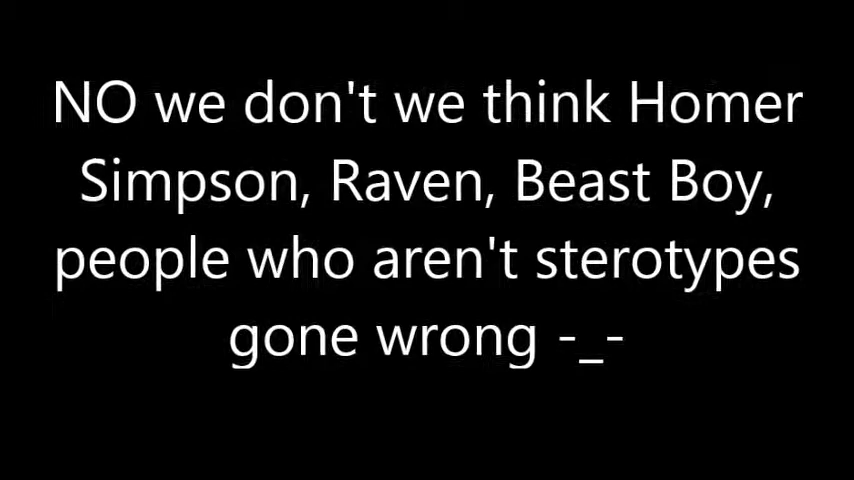 NO we don't we think Homer
Simpson, Raven, Beast Boy,
people who aren't sterotypes
gone wrong -_-